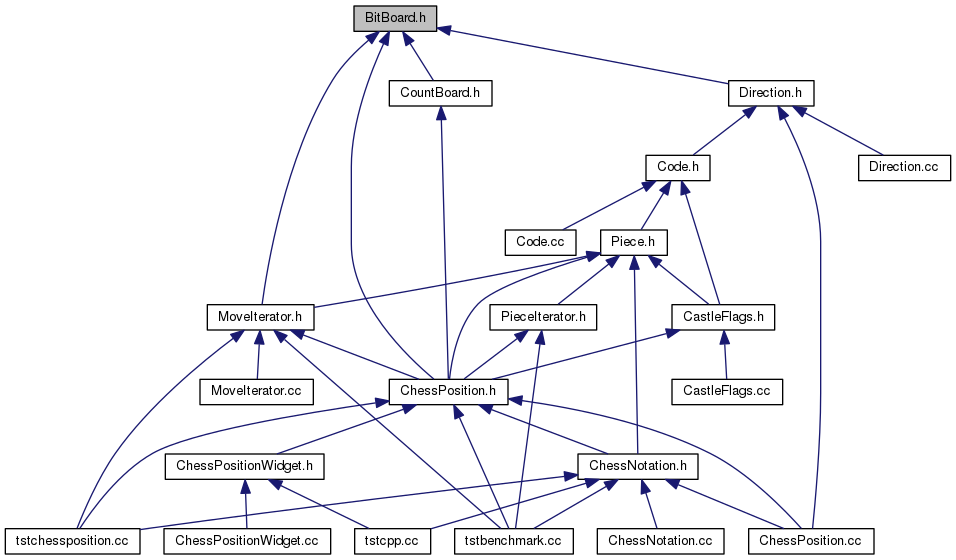 BitBoard.h
CountBoard.h
Direction.h
Code.h
Direction.cc
Code.cc
Piece.h
MoveIterator.h
PieceIterator.h
CastleFlags.h
MoveIterator.cc
ChessPosition.h
CastleFlags.cc
ChessPositionWidget.h
ChessNotation.h
tstchessposition.cc
ChessPositionWidget.cc
tstcpp.cc
tstbenchmark.cc
ChessNotation.cc
ChessPosition.cc